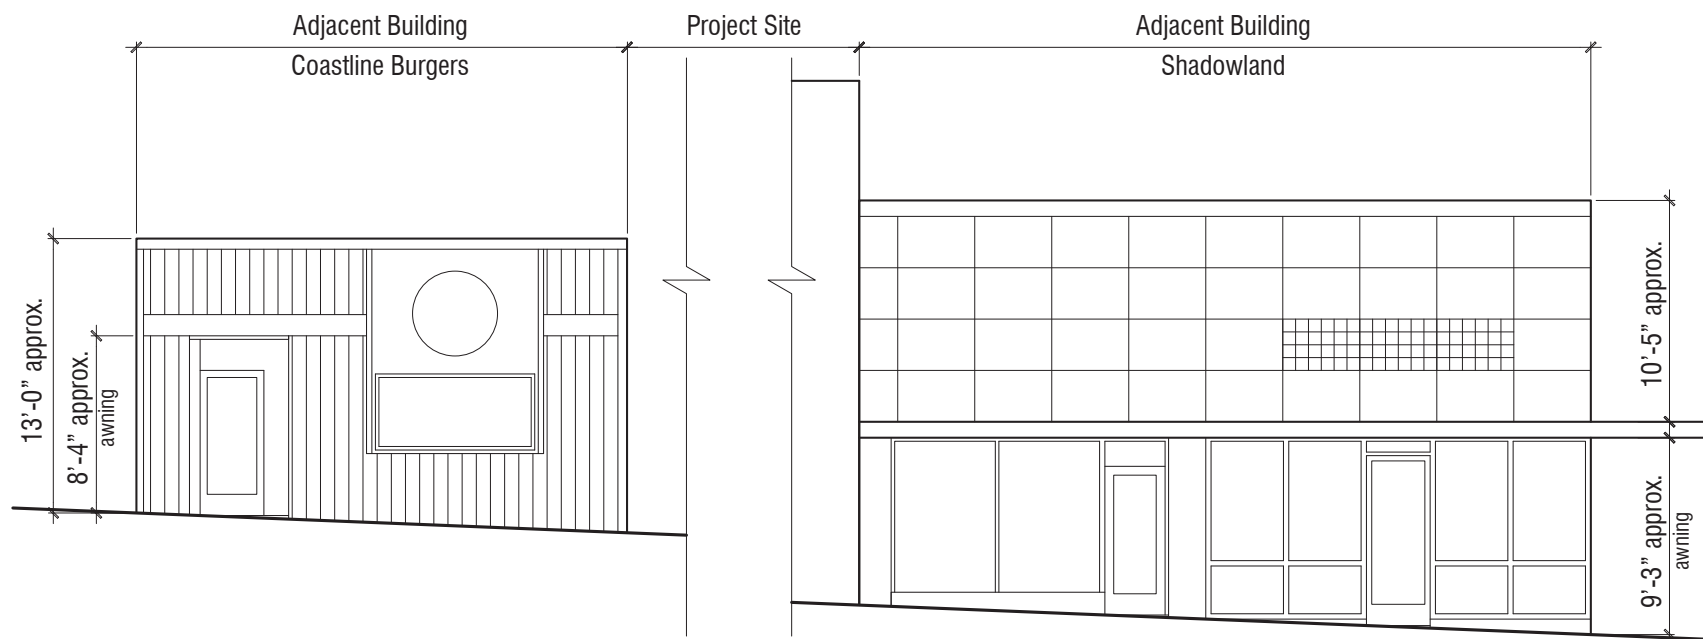 Adjacent Building
Coastline Burgers
Project Site
Adjacent Building
Shadowland
13’-0” approx.
8’-4” approx.
awning
10’-5” approx.
9’-3” approx.
awning